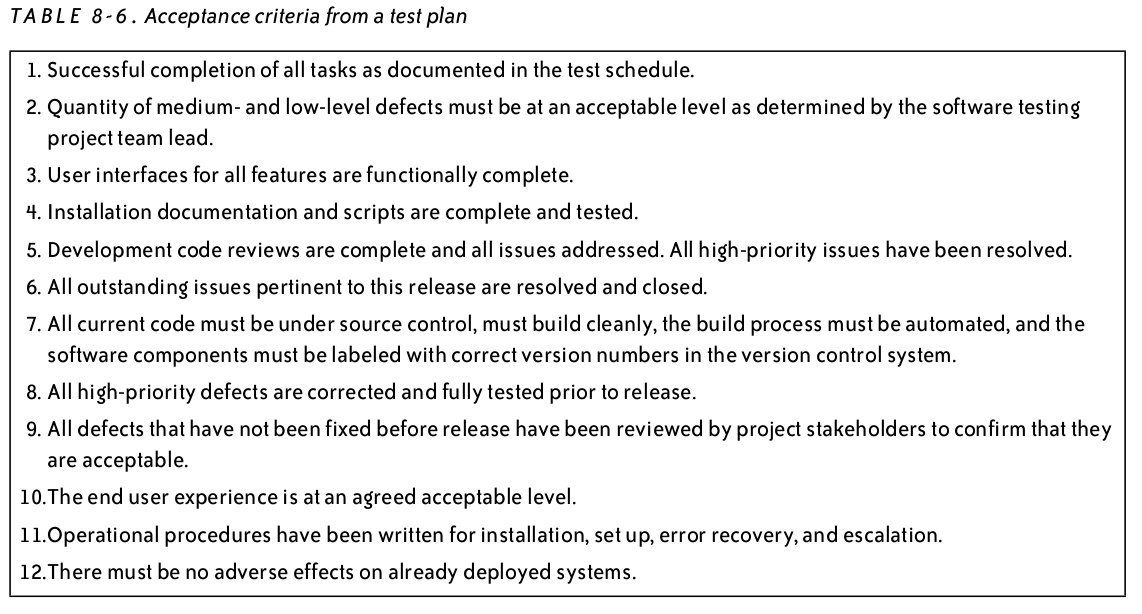 TABLE 8-6. Acceptance criteria from a test plan
1. Successful completion of all tasks as documented in the test schedule.
2. Quantity of medium- and low-level defects must be at an acceptable level as determined by the software testing
project team lead.
3. User interfaces for all features are functionally complete.
4. Installation documentation and scripts are complete and tested.
5. Development code reviews are complete and all issues addressed. All high-priority issues have been resolved.
6. All outstanding issues pertinent to this release are resolved and closed.
7. All current code must be under source control, must build cleanly, the build process must be automated, and the
software components must be labeled with correct version numbers in the version control system.
8. All high-priority defects are corrected and fully tested prior to release.
9. All defects that have not been fixed before release have been reviewed by project stakeholders to confirm that they
are acceptable.
10.The end user experience is at an agreed acceptable level.
11.Operational procedures have been written for installation, set up, error recovery, and escalation.
12.There must be no adverse effects on already deployed systems.